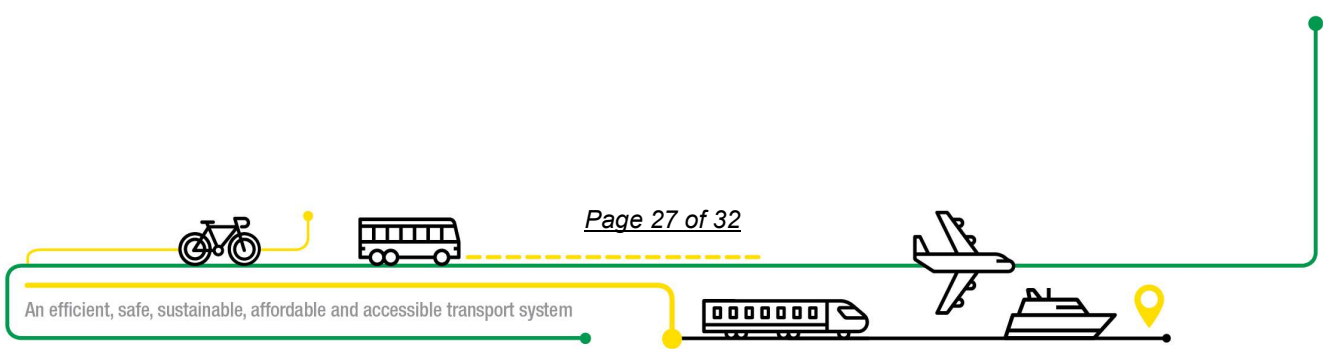 Page 27 of 32
An efficient, safe, sustainable, affordable and accessible transport system